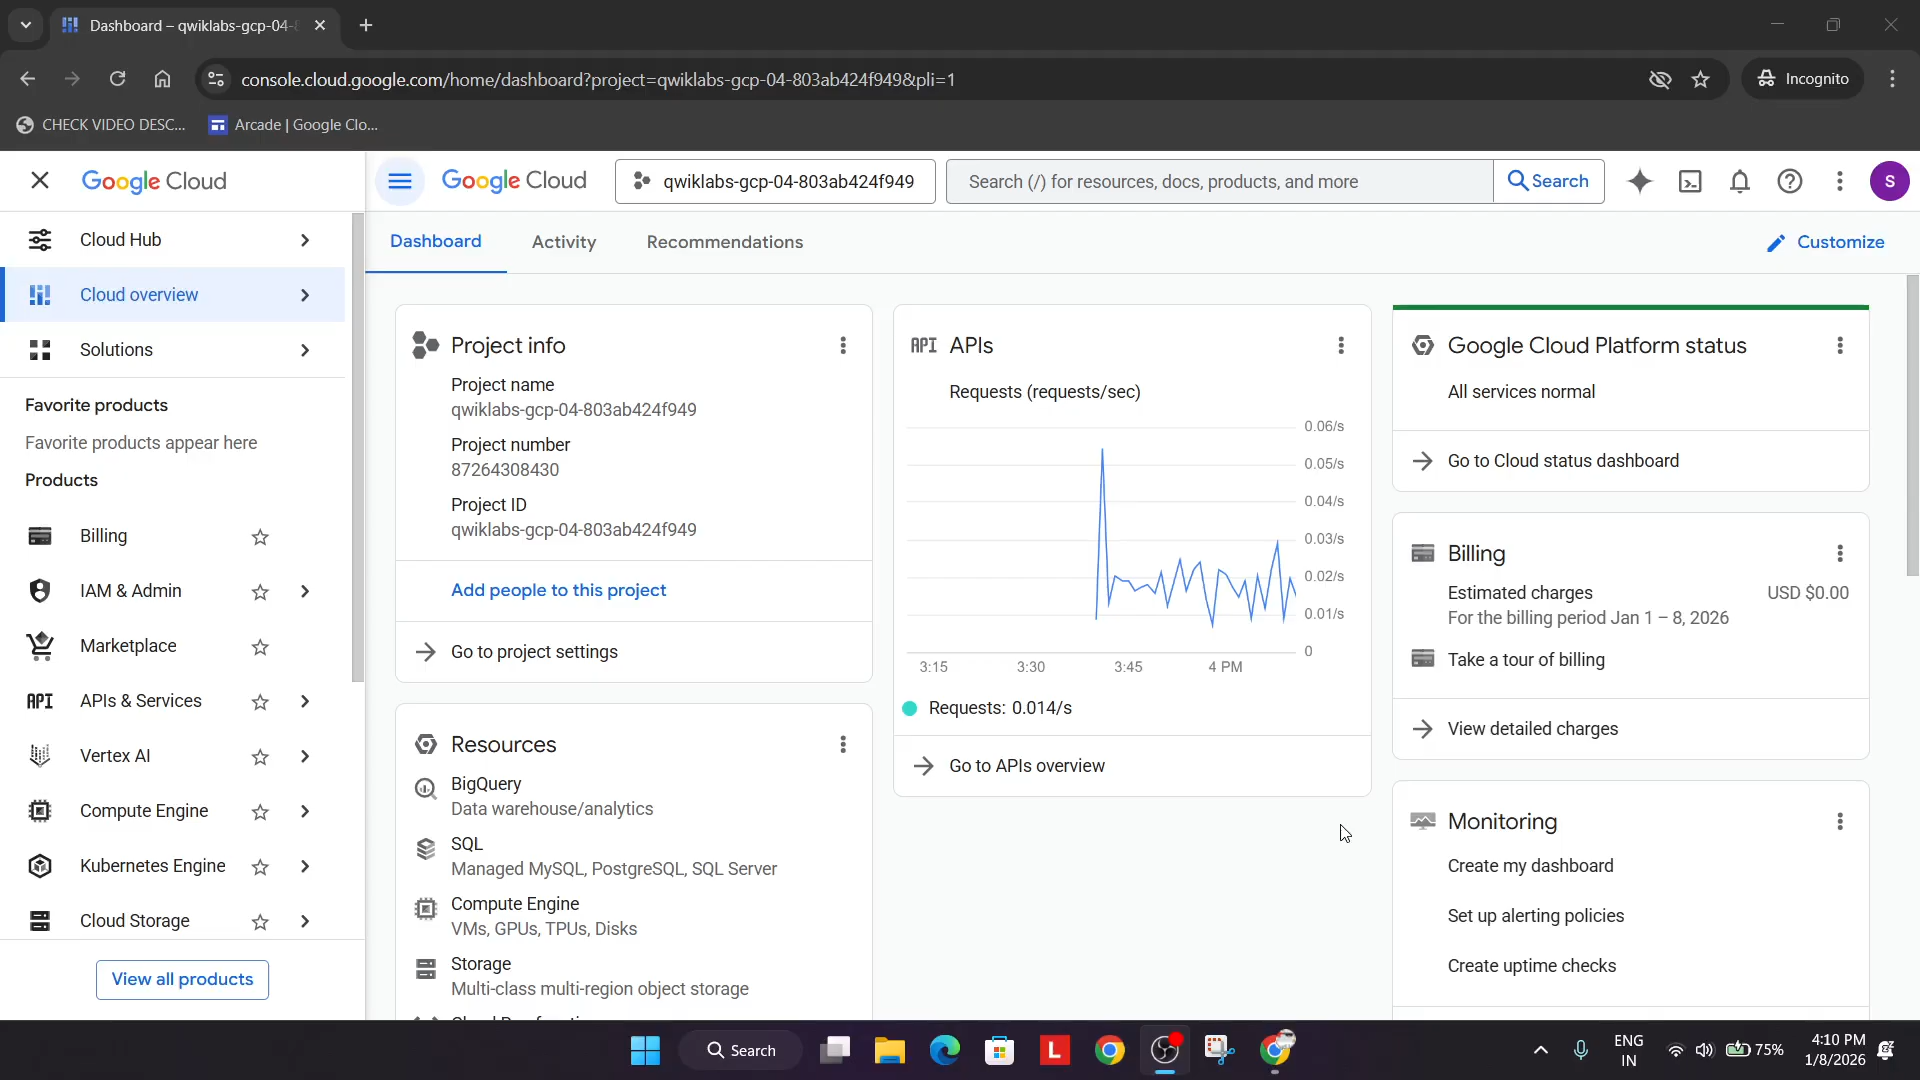 Dashboard – qwiklabs-gcp-04-
console.cloud.google.com/home/dashboard?project=qwiklabs-gcp-04-803ab424f949&pli=1
Incognito
CHECK VIDEO DESC...
Arcade | Google Clo...
Google Cloud
Google Cloud
qwiklabs-gcp-04-803ab424f949
Search (/) for resources, docs, products, and more
Search
S
Cloud Hub
Cloud overview
Solutions
Favorite products
Favorite products appear here
Products
Billing
IAM & Admin
Marketplace
API
APIs & Services
Vertex AI
Compute Engine
Kubernetes Engine
Cloud Storage
View all products
Dashboard
Activity
Recommendations
Customize
Project info
Project name
qwiklabs-gcp-04-803ab424f949
Project number
87264308430
Project ID
qwiklabs-gcp-04-803ab424f949
Add people to this project
Go to project settings
Resources
BigQuery
Data warehouse/analytics
SQL
Managed MySQL, PostgreSQL, SQL Server
Compute Engine
VMs, GPUs, TPUs, Disks
Storage
Multi-class multi-region object storage
API
APIs
Requests (requests/sec)
0.06/s
0.05/s
0.04/s
0.03/s
0.02/s
0.01/s
0
3:15
3:30
3:45
4 PM
Requests: 0.014/s
Go to APIs overview
Google Cloud Platform status
All services normal
Go to Cloud status dashboard
Billing
Estimated charges
USD $0.00
For the billing period Jan 1 – 8, 2026
Take a tour of billing
View detailed charges
Monitoring
Create my dashboard
Set up alerting policies
Create uptime checks
Search
L
ENG
IN
75%
4:10 PM
1/8/2026